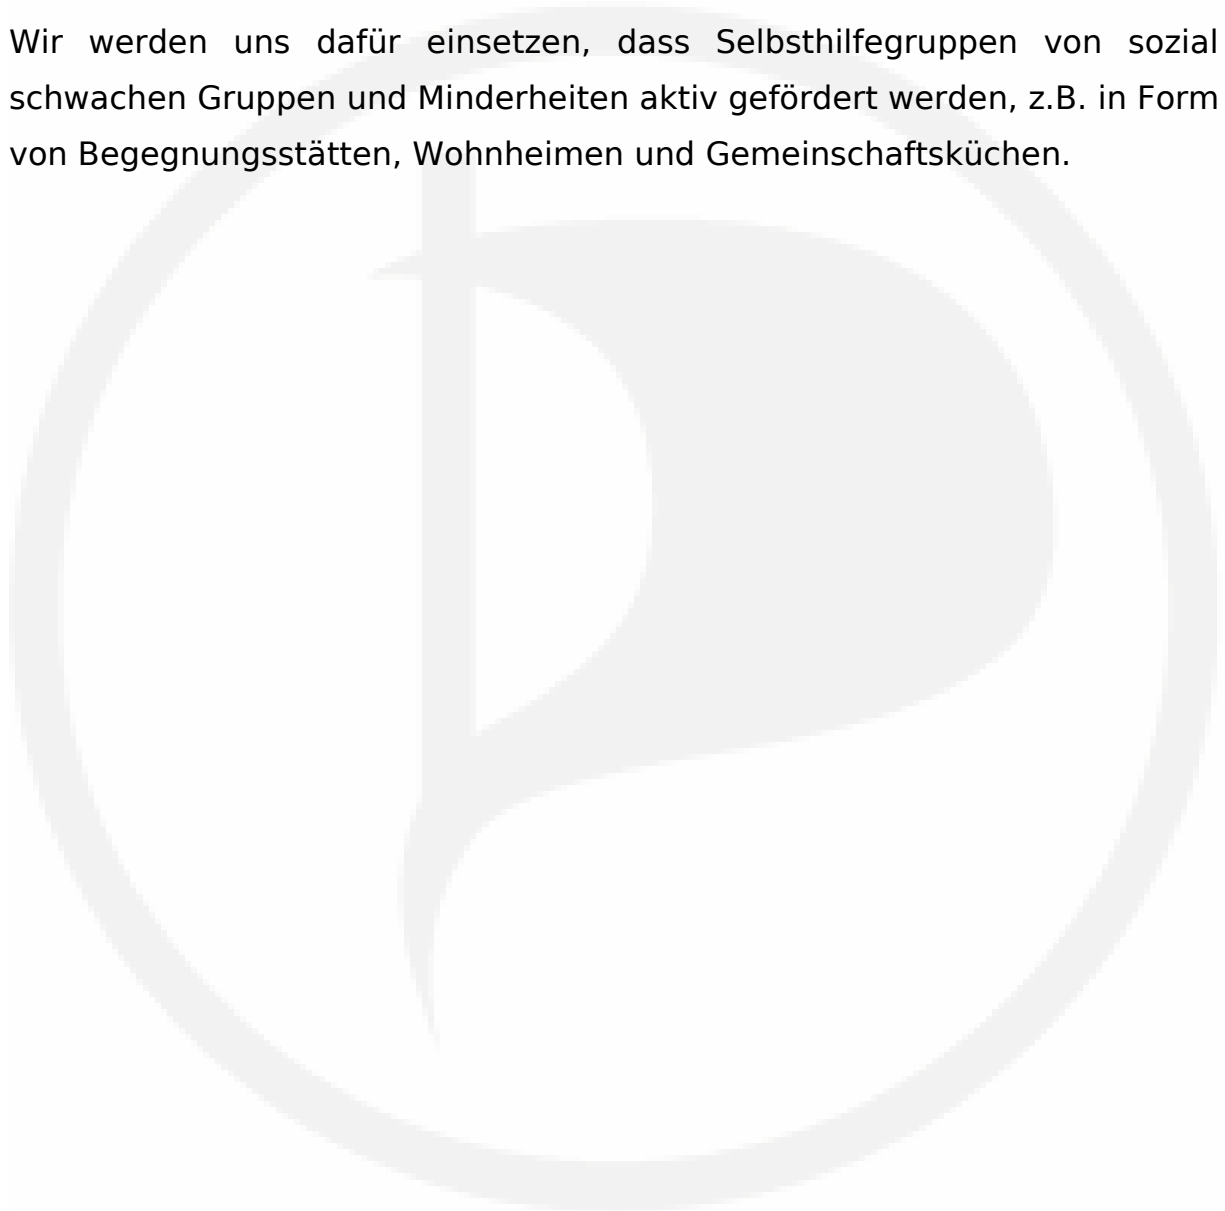 Wir werden uns dafür einsetzen, dass Selbsthilfegruppen von sozial
schwachen Gruppen und Minderheiten aktiv gefördert werden, z.B. in Form
von Begegnungsstätten, Wohnheimen und Gemeinschaftsküchen.